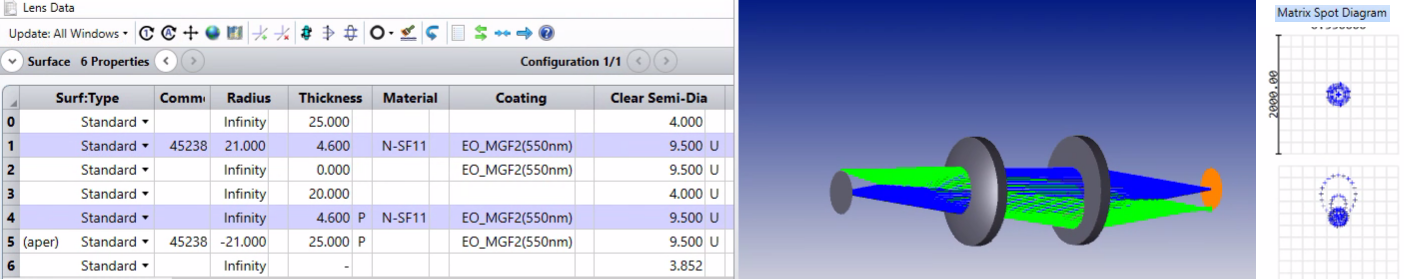 Lens Data
Update: All Windows
Surface 6 Properties Configuration 1/1
Surf:Type Comm Radius Thickness Material Coating Clear Semi-Dia
0 Standard Infinity 25.000 4.000
1 Standard 45238 21.000 4.600 N-SF11 EO_MGF2(550nm) 9.500 U
2 Standard Infinity 0.000 EO_MGF2(550nm) 9.500 U
3 Standard Infinity 20.000 4.000 U
4 Standard Infinity 4.600 P N-SF11 EO_MGF2(550nm) 9.500 U
5 (aper) Standard 45238 -21.000 25.000 P EO_MGF2(550nm) 9.500 U
6 Standard Infinity - 3.852
Matrix Spot Diagram
2000.00